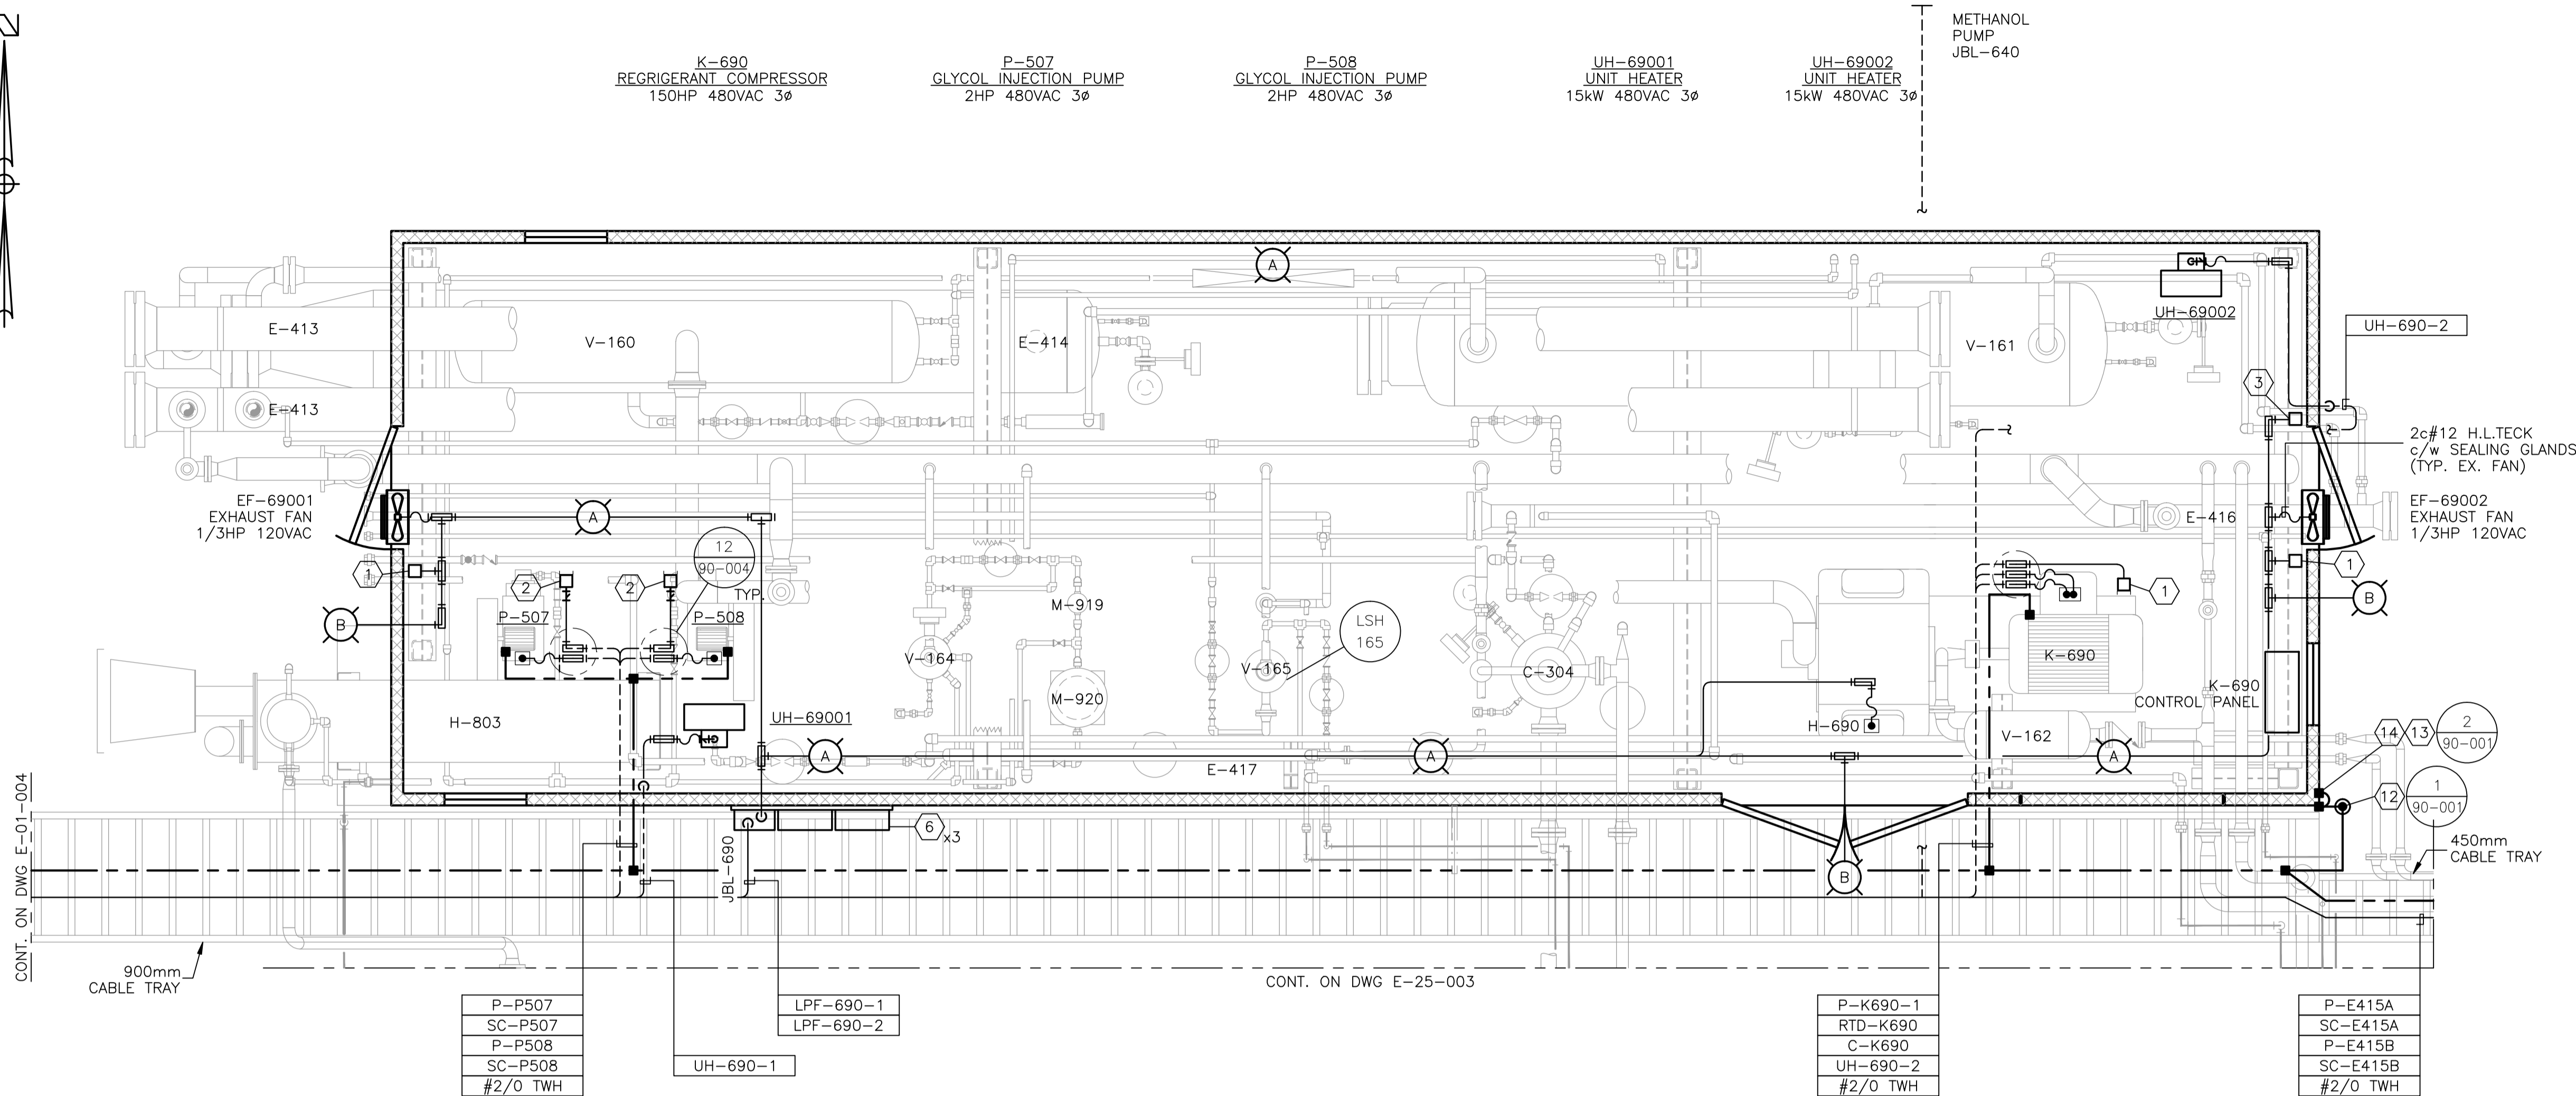 METHANOL
PUMP
JBL-640
K-690
REGRIGERANT COMPRESSOR
150HP 480VAC 3ø
P-507
GLYCOL INJECTION PUMP
2HP 480VAC 3ø
P-508
GLYCOL INJECTION PUMP
2HP 480VAC 3ø
UH-69001
UNIT HEATER
15kW 480VAC 3ø
UH-69002
UNIT HEATER
15kW 480VAC 3ø
N
A
E-413
V-160
E-414
V-161
UH-69002
UH-690-2
E-413
3
2c#12 H.L.TECK
c/w SEALING GLANDS
(TYP. EX. FAN)
EF-69001
EXHAUST FAN
1/3HP 120VAC
A
E-416
EF-69002
EXHAUST FAN
1/3HP 120VAC
12
90-004
TYP.
1
2
2
1
1
B
P-507
P-508
M-919
LSH
165
B
V-164
V-165
C-304
K-690
M-920
K-690
CONTROL PANEL
H-803
UH-69001
H-690
V-162
14
13
2
90-001
A
E-417
A
A
12
1
90-001
6
x3
JBL-690
B
450mm
CABLE TRAY
CONT. ON DWG E-01-004
900mm
CABLE TRAY
CONT. ON DWG E-25-003
P-P507
SC-P507
P-P508
SC-P508
#2/0 TWH
UH-690-1
LPF-690-1
LPF-690-2
P-K690-1
RTD-K690
C-K690
UH-690-2
#2/0 TWH
P-E415A
SC-E415A
P-E415B
SC-E415B
#2/0 TWH